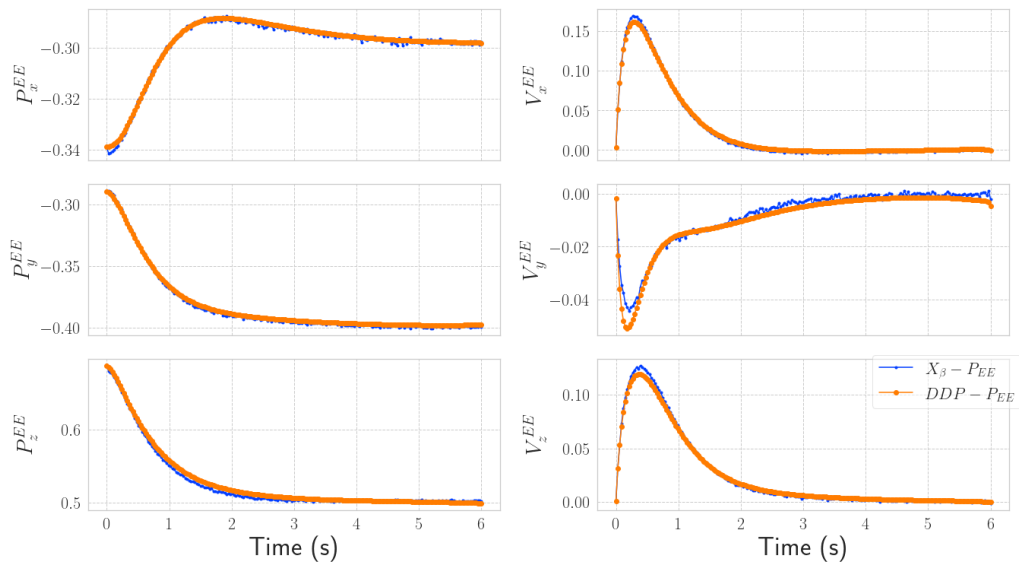 −0.30
−0.32
−0.34
P_x^{EE}
0.15
0.10
0.05
0.00
V_x^{EE}
−0.30
−0.35
−0.40
P_y^{EE}
0.00
−0.02
−0.04
V_y^{EE}
0.6
0.5
P_z^{EE}
0 1 2 3 4 5 6
Time (s)
0.10
0.05
0.00
V_z^{EE}
X_β − P_{EE}
DDP − P_{EE}
0 1 2 3 4 5 6
Time (s)